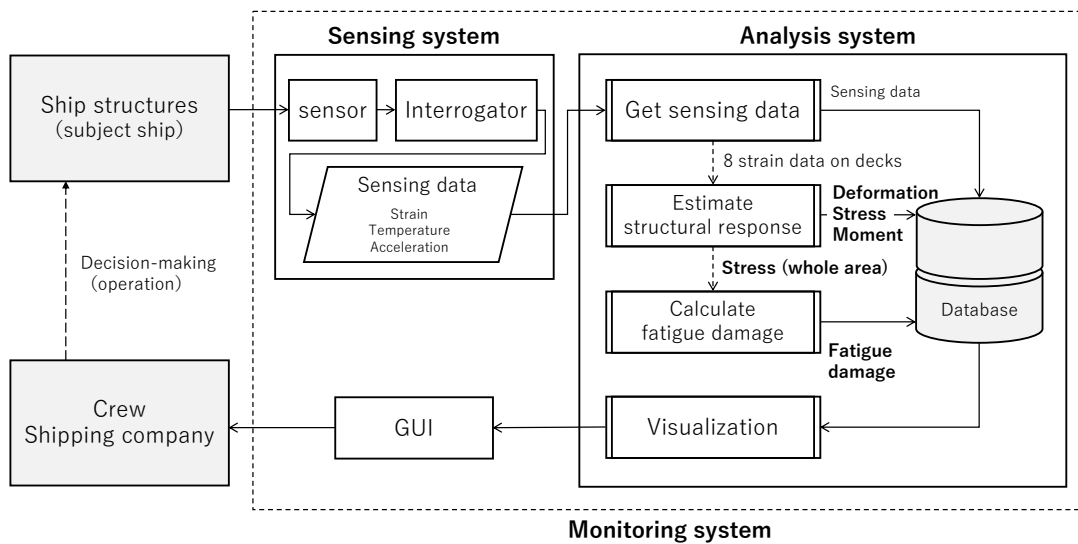 Sensing system
Analysis system
Ship structures
(subject ship)
sensor
Interrogator
Sensing data
Strain
Temperature
Acceleration
Get sensing data
Sensing data
8 strain data on decks
Estimate
structural response
Deformation
Stress
Moment
Stress (whole area)
Calculate
fatigue damage
Database
Fatigue
damage
Decision-making
(operation)
Crew
Shipping company
GUI
Visualization
Monitoring system